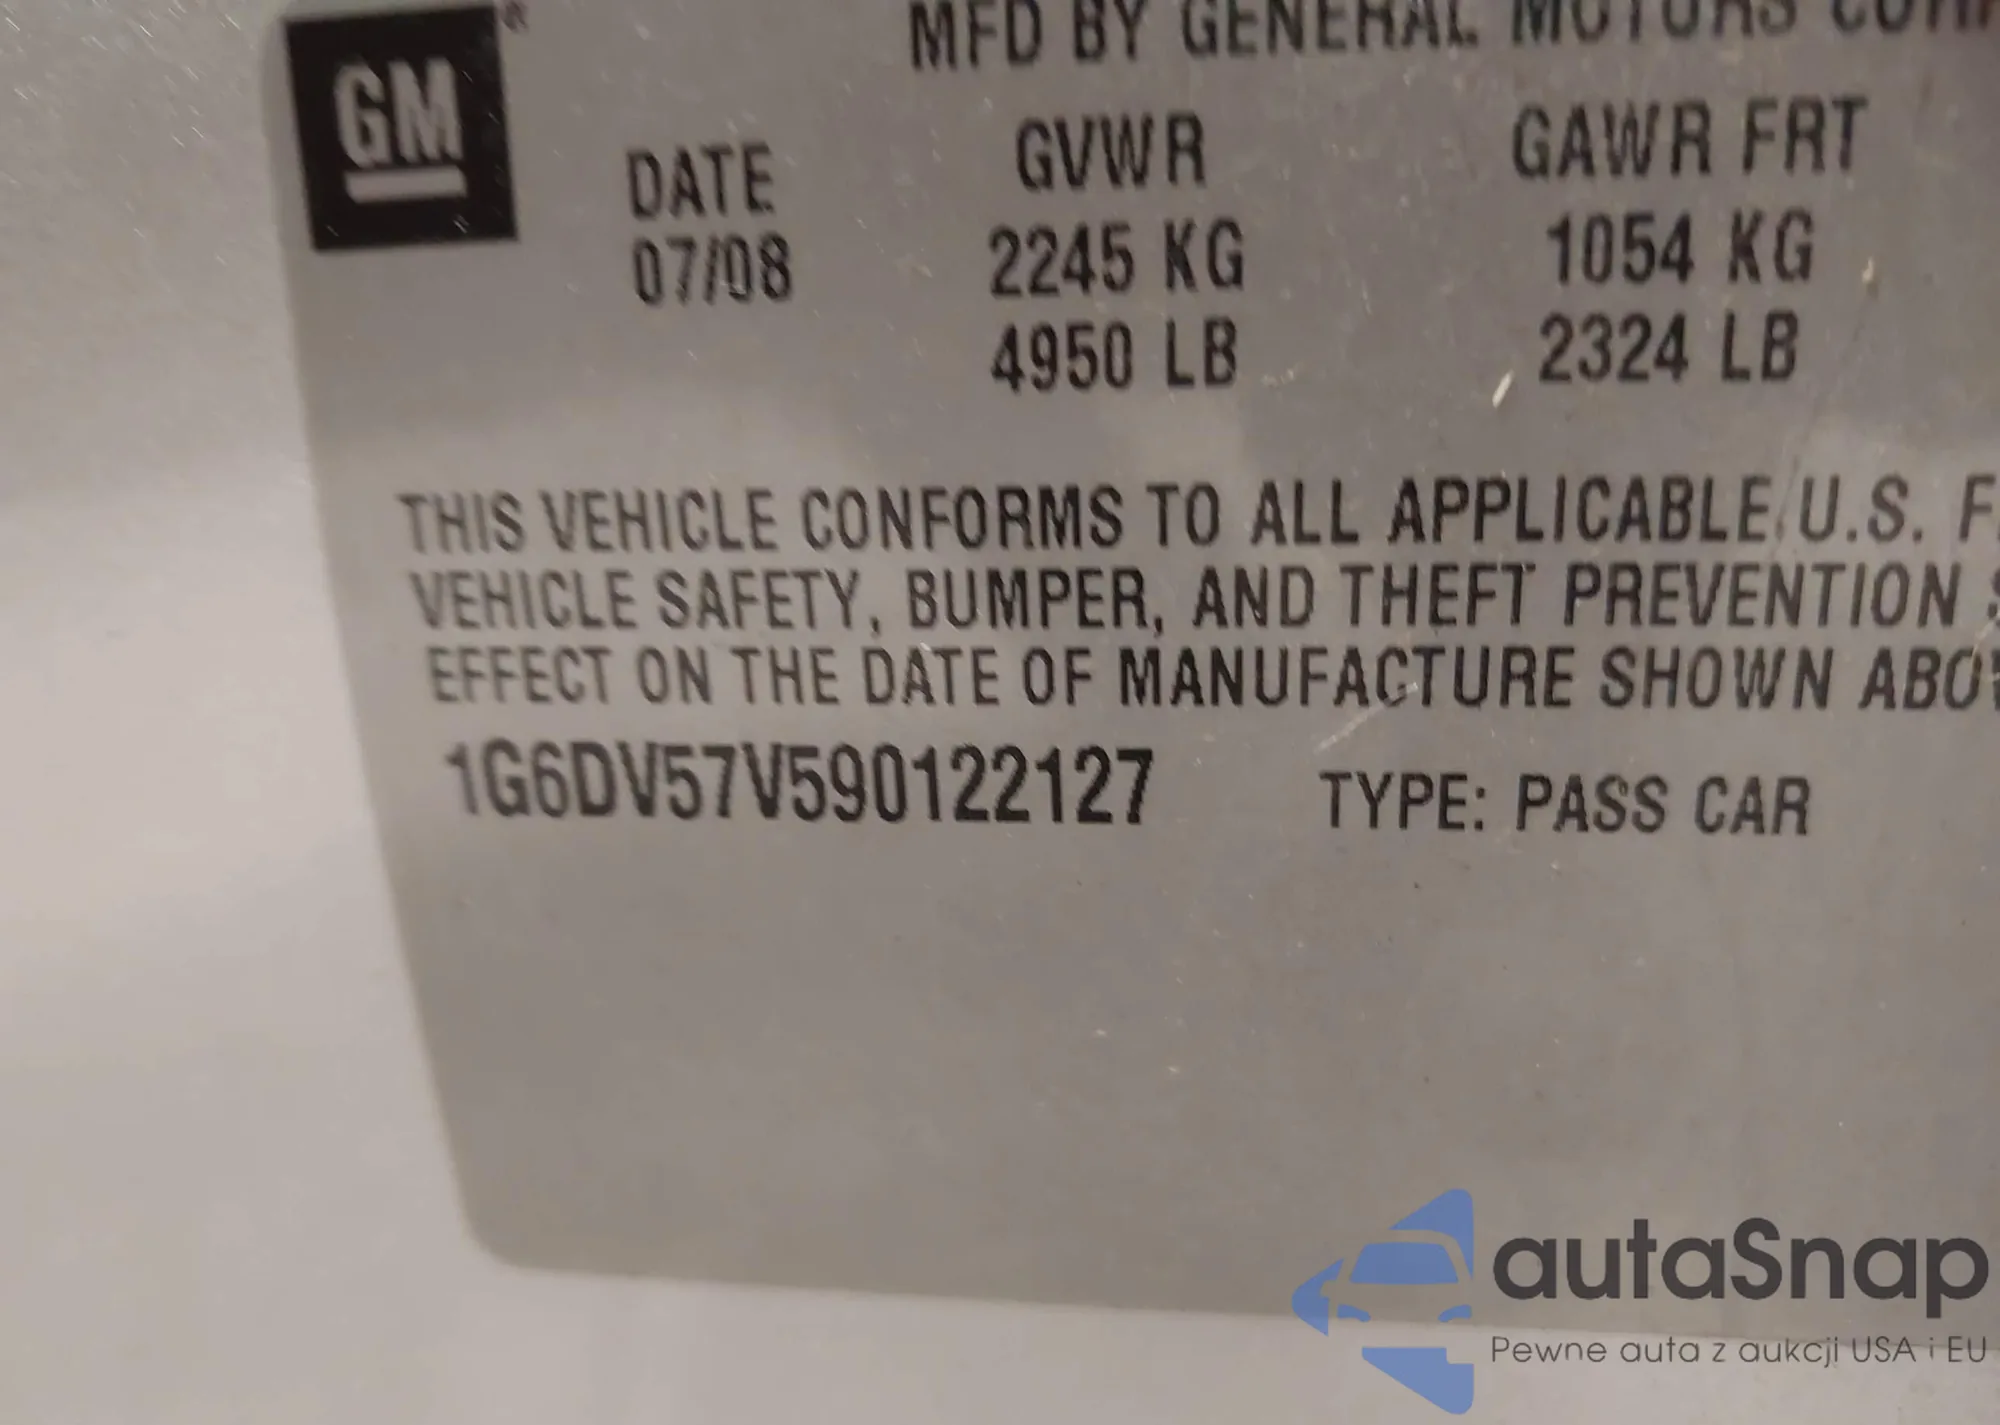 GM ®
MFD BY GENERAL MOTORS COR
DATE GVWR GAWR FRT
07/08 2245 KG 1054 KG
4950 LB 2324 LB
THIS VEHICLE CONFORMS TO ALL APPLICABLE U.S. F
VEHICLE SAFETY, BUMPER, AND THEFT PREVENTION S
EFFECT ON THE DATE OF MANUFACTURE SHOWN ABO
1G6DV57V590122127 TYPE: PASS CAR
autaSnap
Pewne auta z aukcji USA i EU